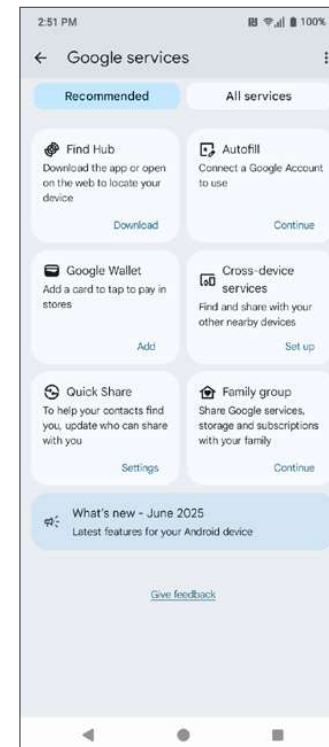 2:51 PM 100%
Google services
Recommended
All services
Find Hub
Download the app or open
on the web to locate your
device
Download
Autofill
Connect a Google Account
to use
Continue
Google Wallet
Add a card to tap to pay in
stores
Add
Cross-device
services
Find and share with your
other nearby devices
Set up
Quick Share
To help your contacts find
you, update who can share
with you
Settings
Family group
Share Google services,
storage and subscriptions
with your family
Continue
What's new - June 2025
Latest features for your Android device
Give feedback